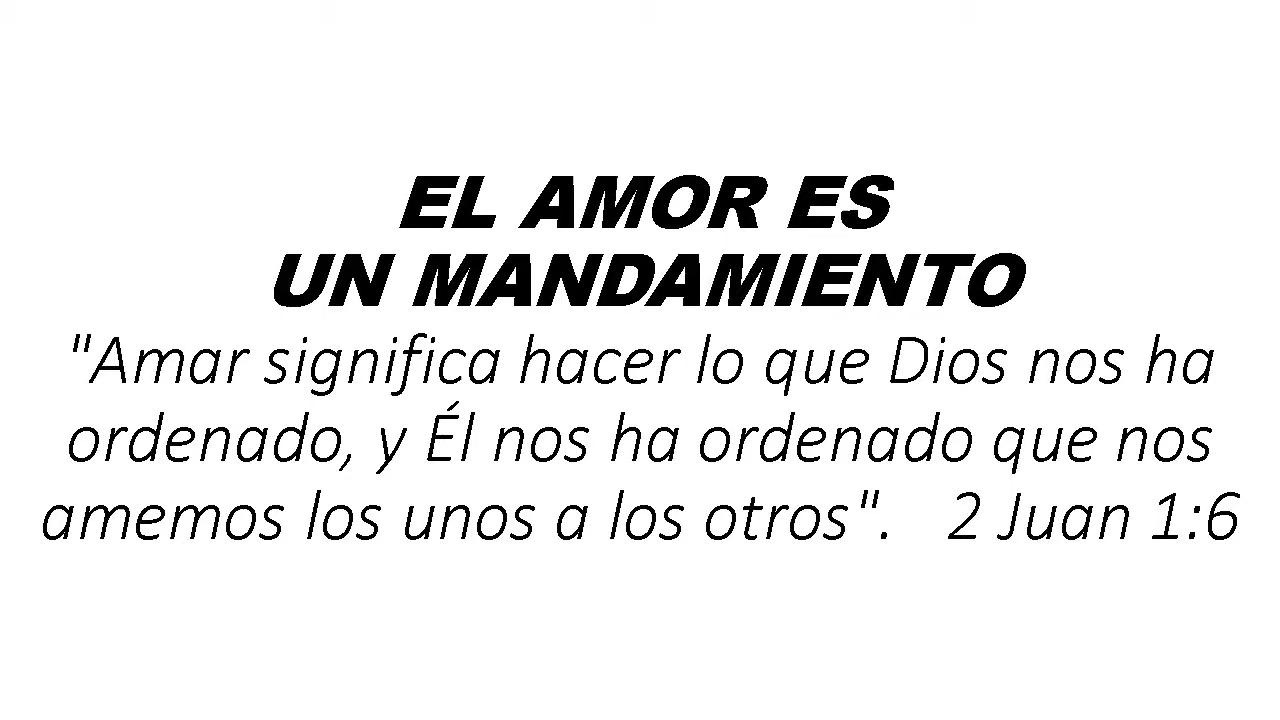 EL AMOR ES
UN MANDAMIENTO
"Amar significa hacer lo que Dios nos ha
ordenado, y Él nos ha ordenado que nos
amemos los unos a los otros".   2 Juan 1:6